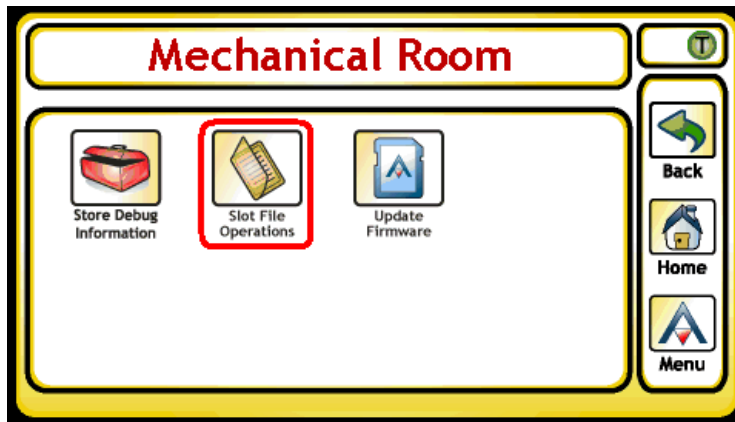 Mechanical Room
T
Store Debug
Information
Slot File
Operations
Update
Firmware
Back
Home
Menu